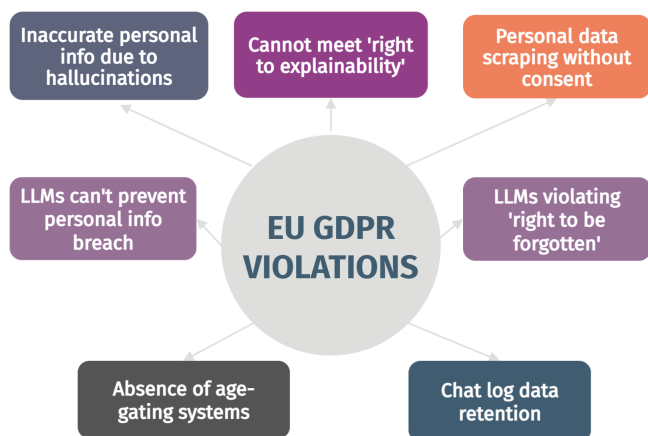 Inaccurate personal
info due to
hallucinations
Cannot meet 'right
to explainability'
Personal data
scraping without
consent
LLMs can't prevent
personal info
breach
EU GDPR
VIOLATIONS
LLMs violating
'right to be
forgotten'
Absence of age-
gating systems
Chat log data
retention